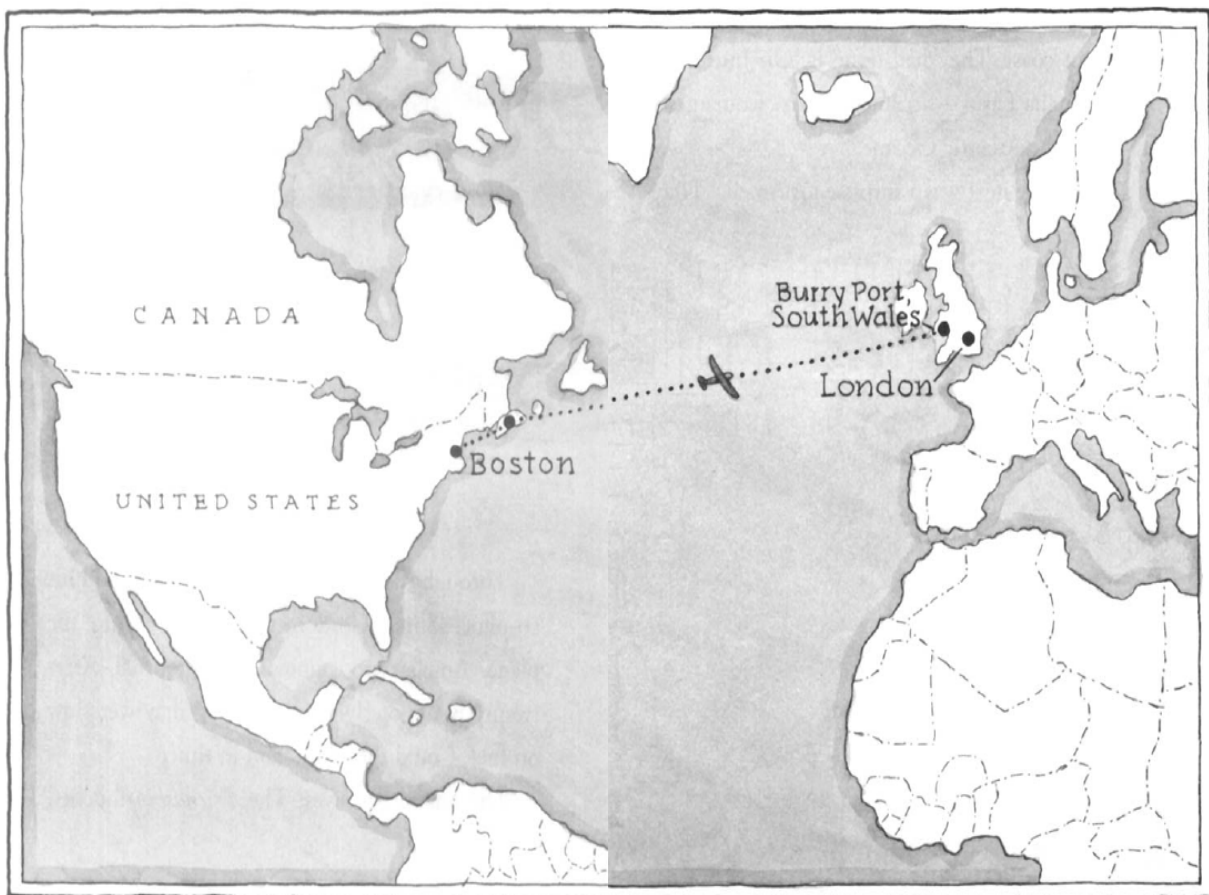 CANADA
UNITED STATES
Boston
Burry Port,
South Wales
London